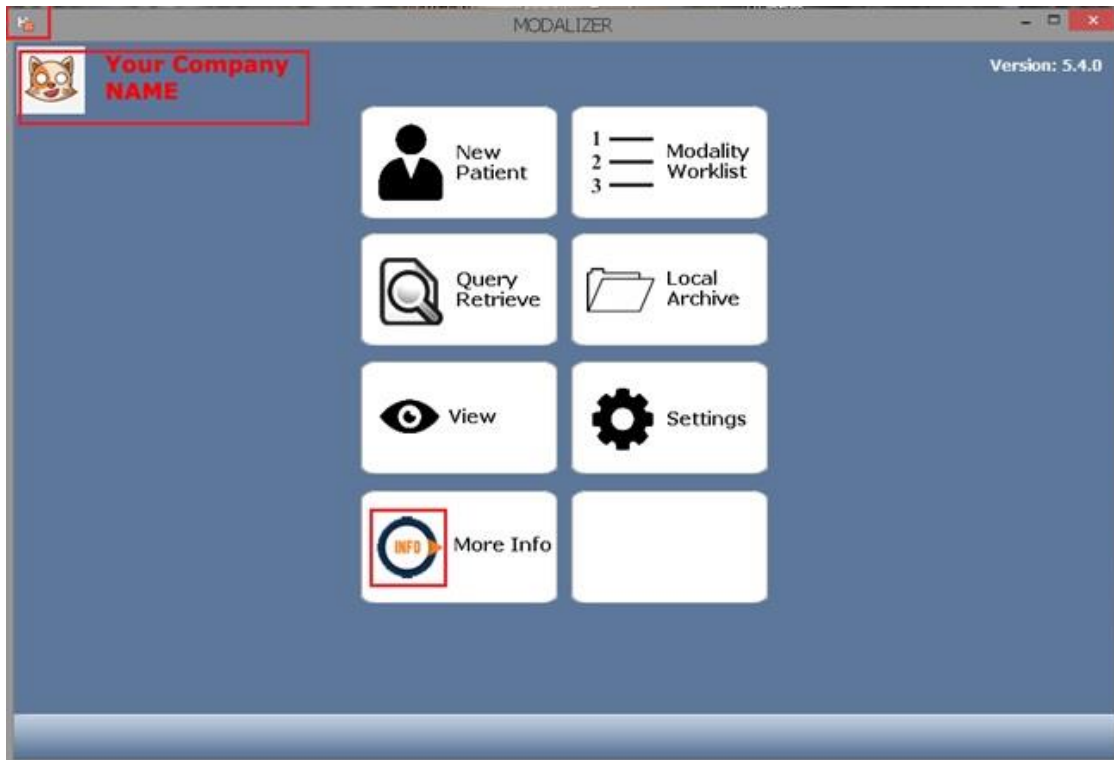 MODALIZER
Your Company
NAME
Version: 5.4.0
New
Patient
1
2
3
Modality
Worklist
Query
Retrieve
Local
Archive
View
Settings
INFO
More Info